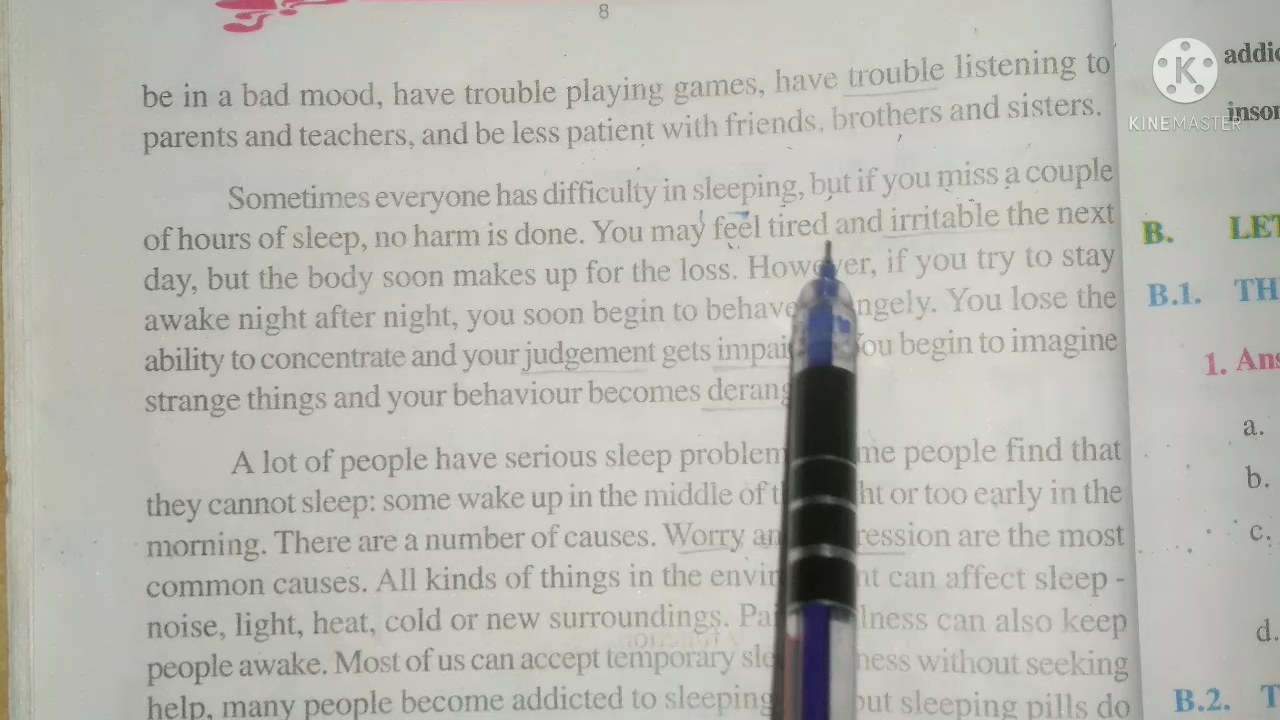 8
be in a bad mood, have trouble playing games, have trouble listening to
parents and teachers, and be less patient with friends, brothers and sisters.
Sometimes everyone has difficulty in sleeping, but if you miss a couple
of hours of sleep, no harm is done. You may feel tired and irritable the next
day, but the body soon makes up for the loss. However, if you try to stay
awake night after night, you soon begin to behave ngely. You lose the
ability to concentrate and your judgement gets impai ou begin to imagine
strange things and your behaviour becomes derang
A lot of people have serious sleep problem me people find that
they cannot sleep: some wake up in the middle of t ht or too early in the
morning. There are a number of causes. Worry an ression are the most
common causes. All kinds of things in the envir nt can affect sleep -
noise, light, heat, cold or new surroundings. Pai lness can also keep
people awake. Most of us can accept temporary sle ness without seeking
help, many people become addicted to sleeping but sleeping pills do
K
KINEMASTER
addic
insor
B. LET
B.1. TH
1. Ans
a.
b.
c.
d.
B.2. T